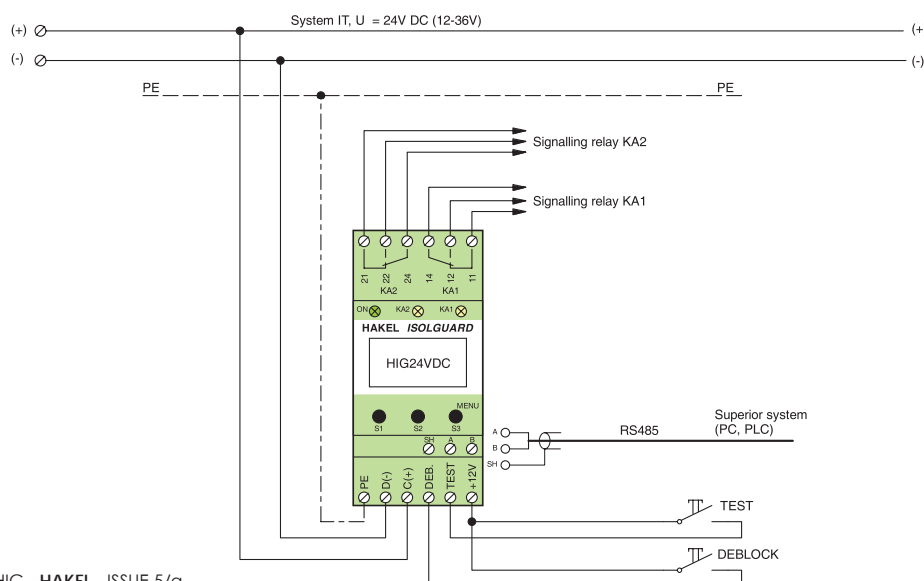 System IT, U = 24V DC (12-36V)
(+) (+
(-) (-)
PE PE
Signalling relay KA2
Signalling relay KA1
21 22 24 14 12 11
KA2 KA1
ON KA2 KA1
HAKEL ISOLGUARD
HIG24VDC
MENU
S1 S2 S3
SH A B
PE D(-) C(+) DEB. TEST +12V
A
B
SH
RS485
Superior system
(PC, PLC)
TEST
DEBLOCK
HIG HAKEL ISSUE 5/a